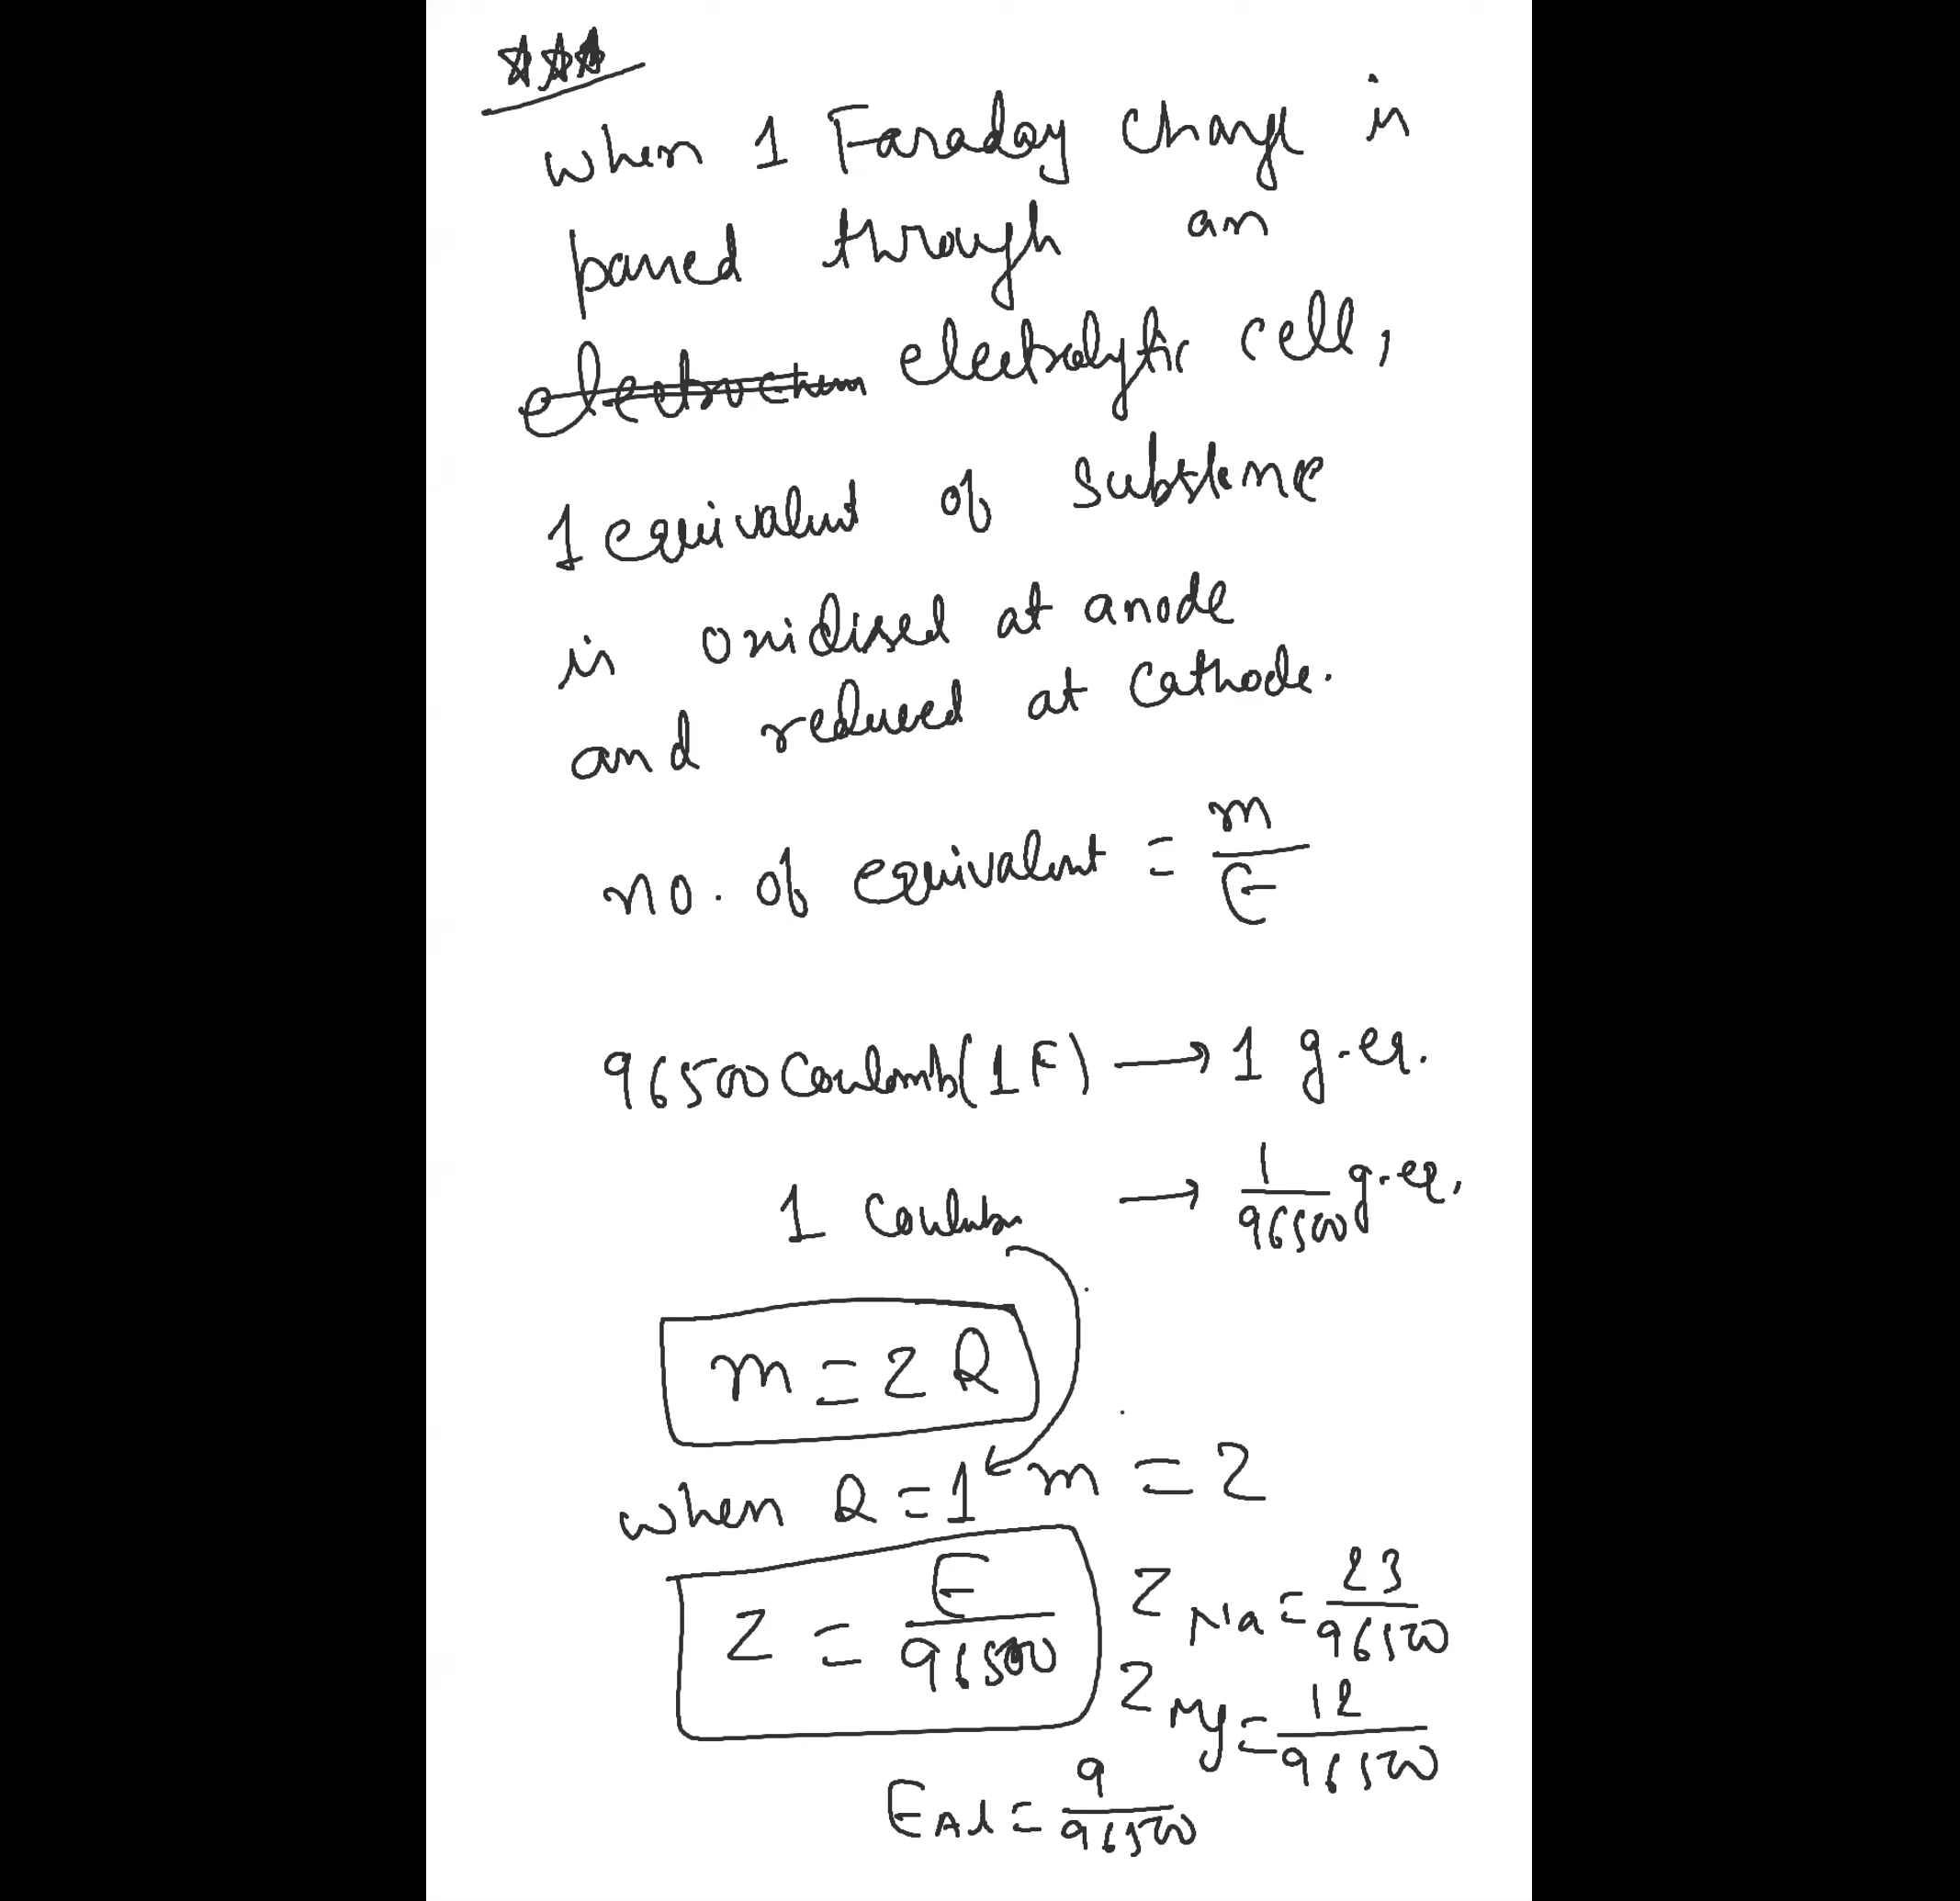 When 1 Faraday charge is
passed through an
electrochem electrolytic cell,
1 equivalent of substance
is oxidised at anode
and reduced at cathode.
no. of equivalent = m/E
96500 Coulomb (1F) → 1 g.eq.
1 Coulomb → 1/96500 g.eq.
m = ZQ
when Q = 1 m = Z
Z = E/96500
Z Na = 23/96500
Z Mg = 12/96500
E Al = 9/96500